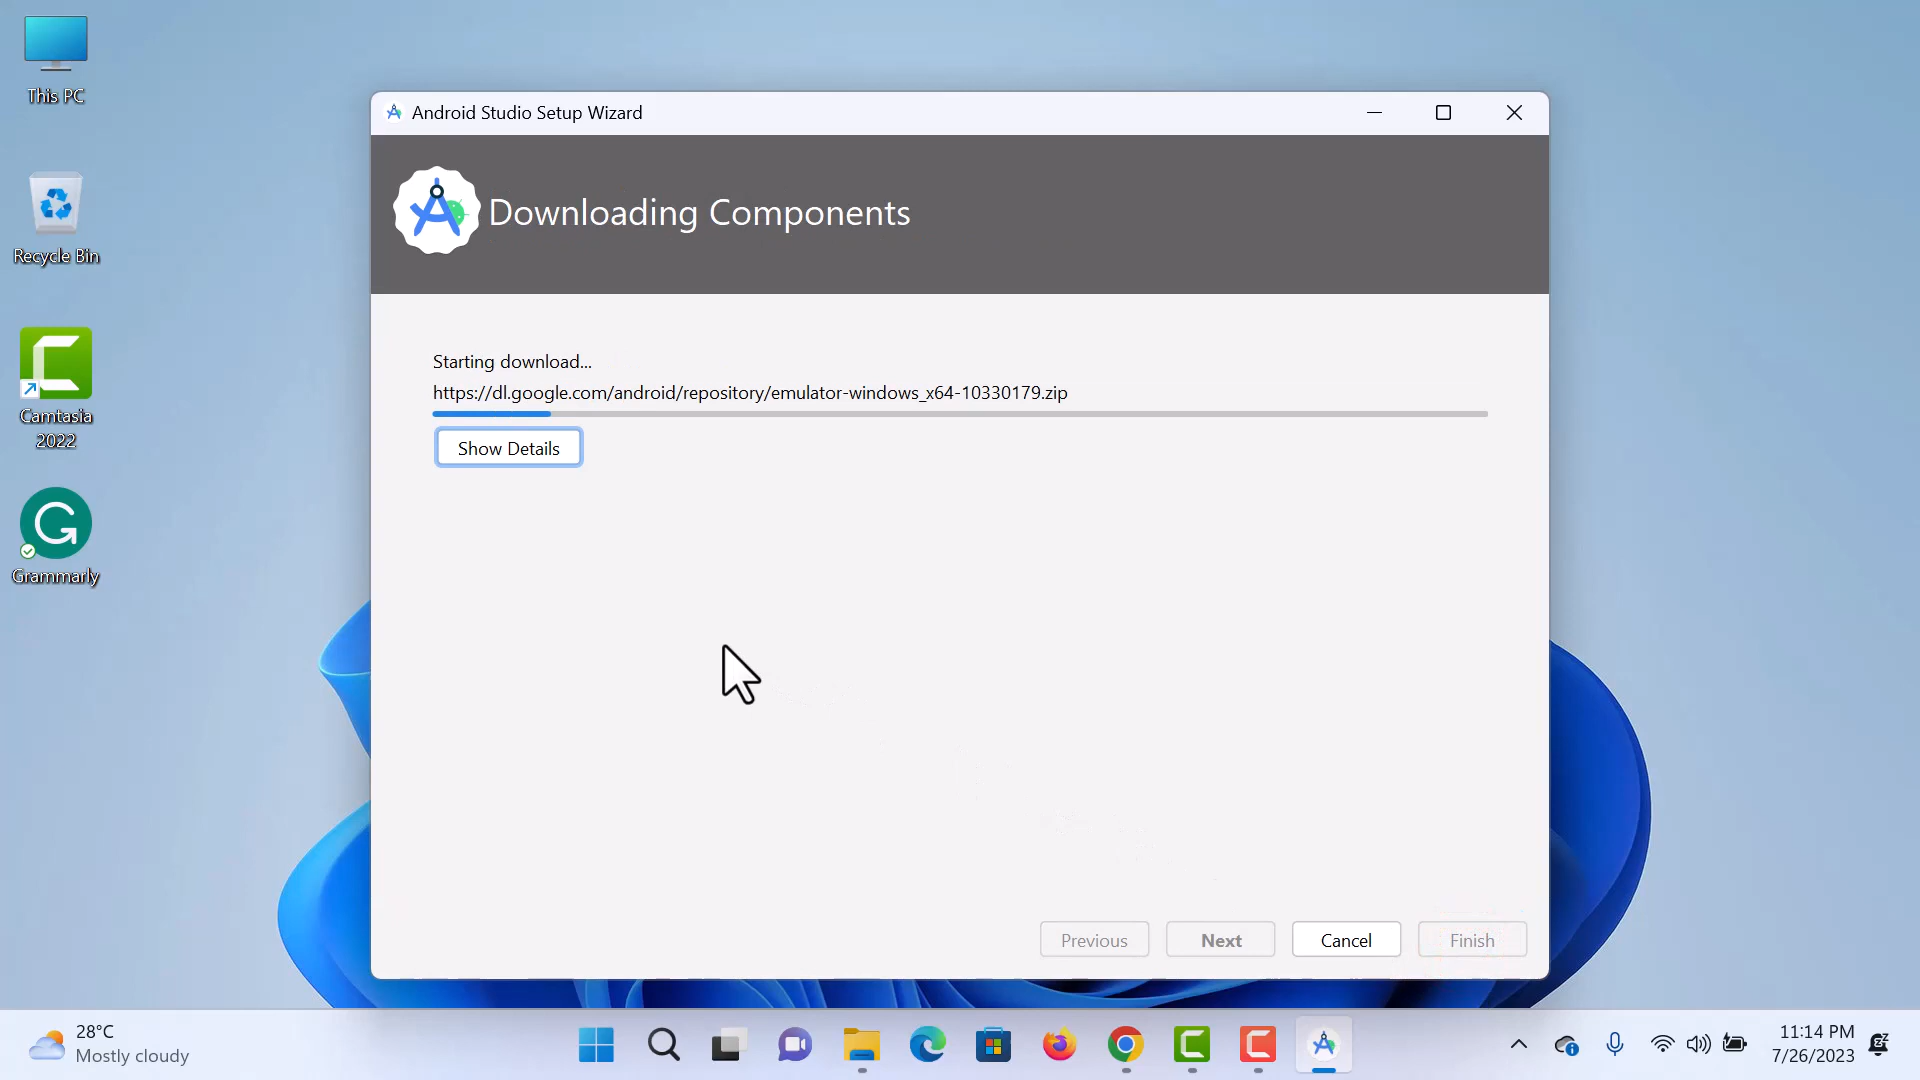 This PC
Recycle Bin
Camtasia
2022
Grammarly
Android Studio Setup Wizard
Downloading Components
Starting download...
https://dl.google.com/android/repository/emulator-windows_x64-10330179.zip
Show Details
Previous
Next
Cancel
Finish
28°C
Mostly cloudy
11:14 PM
7/26/2023